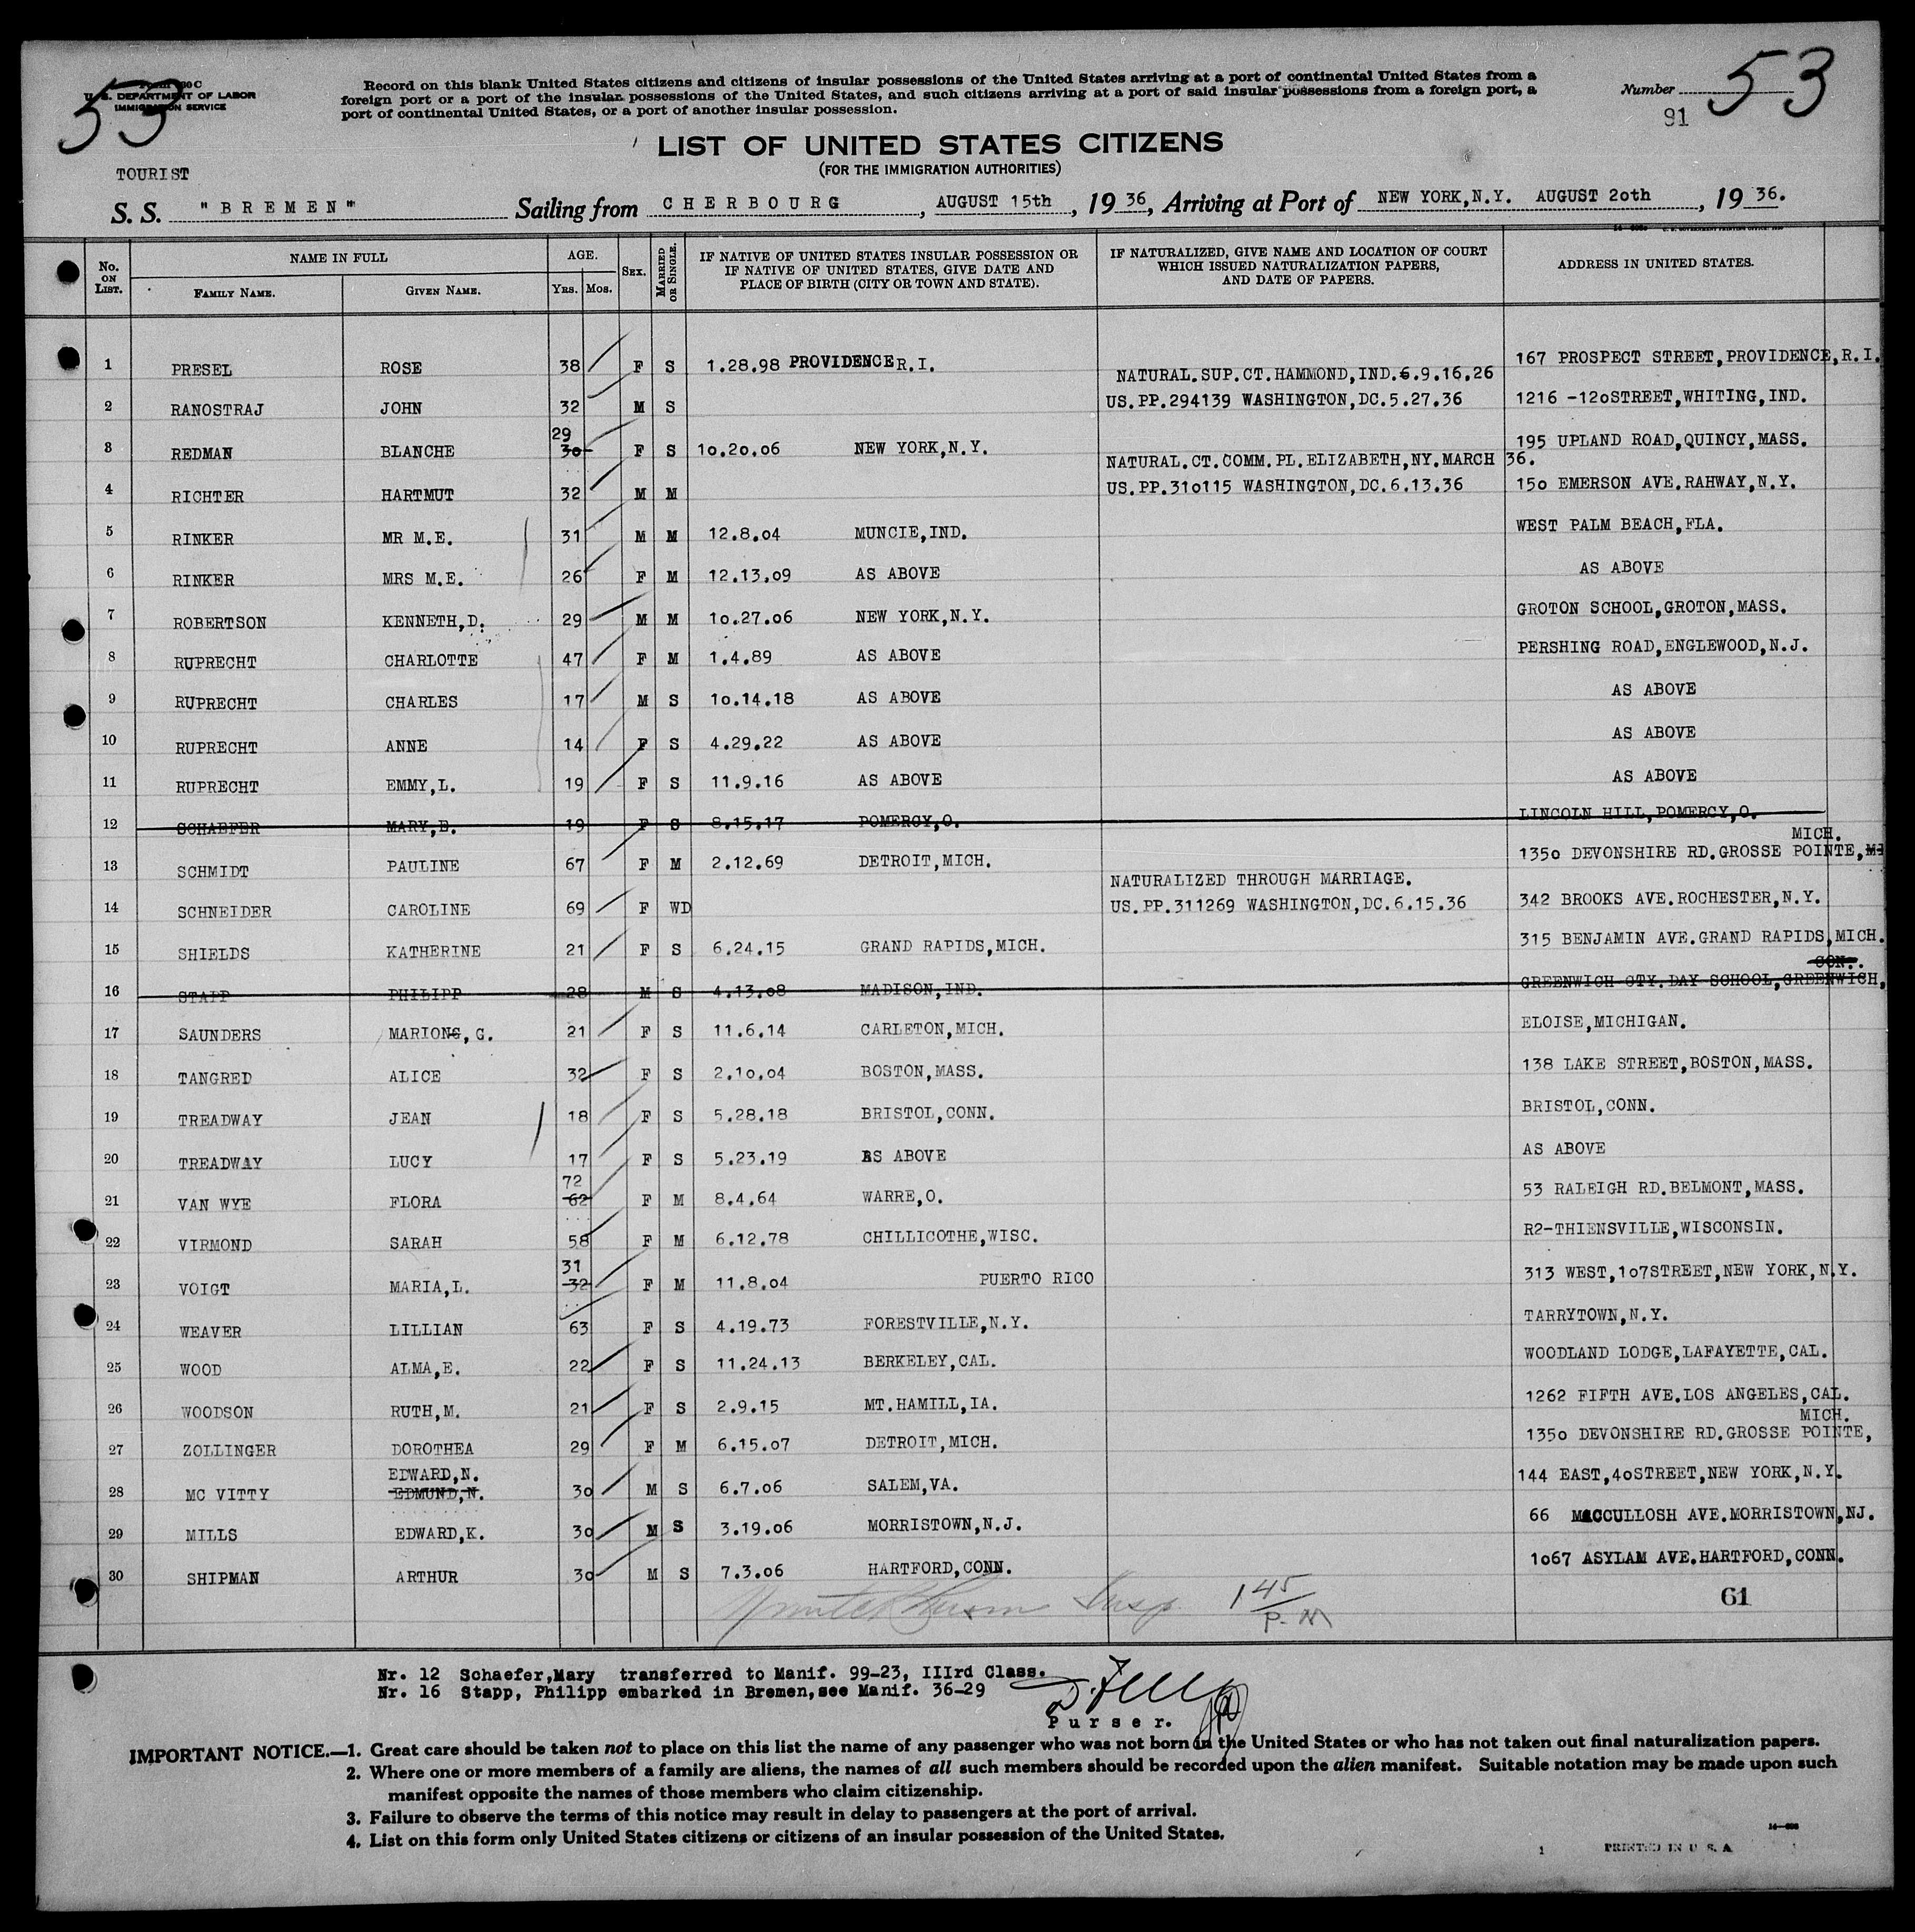 53
Form 630 C
U. S. DEPARTMENT OF LABOR
IMMIGRATION SERVICE
Record on this blank United States citizens and citizens of insular possessions of the United States arriving at a port of continental United States from a
foreign port or a port of the insular possessions of the United States, and such citizens arriving at a port of said insular possessions from a foreign port, a
port of continental United States, or a port of another insular possession.
Number 53
91
LIST OF UNITED STATES CITIZENS
(FOR THE IMMIGRATION AUTHORITIES)
TOURIST
S. S. "BREMEN" Sailing from CHERBOURG, AUGUST 15th, 1936, Arriving at Port of NEW YORK,N.Y. AUGUST 2oth, 1936.
No. ON LIST. NAME IN FULL FAMILY NAME. GIVEN NAME. AGE. YRS. MOS. SEX. MARRIED OR SINGLE. IF NATIVE OF UNITED STATES INSULAR POSSESSION OR IF NATIVE OF UNITED STATES, GIVE DATE AND PLACE OF BIRTH (CITY OR TOWN AND STATE). IF NATURALIZED, GIVE NAME AND LOCATION OF COURT WHICH ISSUED NATURALIZATION PAPERS, AND DATE OF PAPERS. ADDRESS IN UNITED STATES.
1 PRESEL ROSE 38 F S 1.28.98 PROVIDENCE R.I. 167 PROSPECT STREET,PROVIDENCE,R.I.
NATURAL.SUP.CT.HAMMOND,IND.6.9.16,26
2 RANOSTRAJ JOHN 32 M S US.PP.294139 WASHINGTON,DC.5.27.36 1216 -12oSTREET,WHITING,IND.
29
3 REDMAN BLANCHE 3o F S 1o.2o.o6 NEW YORK,N.Y. 195 UPLAND ROAD,QUINCY,MASS.
NATURAL.CT.COMM.PL.ELIZABETH,NY.MARCH 36.
4 RICHTER HARTMUT 32 M M US.PP.31o115 WASHINGTON,DC.6.13.36 15o EMERSON AVE.RAHWAY,N.Y.
5 RINKER MR M.E. 31 M M 12.8.o4 MUNCIE,IND. WEST PALM BEACH,FLA.
6 RINKER MRS M.E. 26 F M 12.13.o9 AS ABOVE AS ABOVE
7 ROBERTSON KENNETH,D. 29 M M 1o.27.o6 NEW YORK,N.Y. GROTON SCHOOL,GROTON,MASS.
8 RUPRECHT CHARLOTTE 47 F M 1.4.89 AS ABOVE PERSHING ROAD,ENGLEWOOD,N.J.
9 RUPRECHT CHARLES 17 M S 1o.14.18 AS ABOVE AS ABOVE
10 RUPRECHT ANNE 14 F S 4.29.22 AS ABOVE AS ABOVE
11 RUPRECHT EMMY,L. 19 F S 11.9.16 AS ABOVE AS ABOVE
12 SCHAEFER MARY,E. 19 F S 8.15.17 POMERCY,O. LINCOLN HILL,POMERCY,O.
MICH.
13 SCHMIDT PAULINE 67 F M 2.12.69 DETROIT,MICH. 135o DEVONSHIRE RD.GROSSE POINTE,MI
NATURALIZED THROUGH MARRIAGE.
14 SCHNEIDER CAROLINE 69 F WD US.PP.311269 WASHINGTON,DC.6.15.36 342 BROOKS AVE.ROCHESTER,N.Y.
15 SHIELDS KATHERINE 21 F S 6.24.15 GRAND RAPIDS,MICH. 315 BENJAMIN AVE.GRAND RAPIDS,MICH.
CON..
16 STAPP PHILIPP 28 M S 4.13.o8 MADISON,IND. GREENWICH CTY.DAY SCHOOL,GREENWICH,
17 SAUNDERS MARIONG,G. 21 F S 11.6.14 CARLETON,MICH. ELOISE,MICHIGAN.
18 TANGRED ALICE 32 F S 2.1o.o4 BOSTON,MASS. 138 LAKE STREET,BOSTON,MASS.
19 TREADWAY JEAN 18 F S 5.28.18 BRISTOL,CONN. BRISTOL,CONN.
20 TREADWAY LUCY 17 F S 5.23.19 AS ABOVE AS ABOVE
72
21 VAN WYE FLORA 62 F M 8.4.64 WARRE,O. 53 RALEIGH RD.BELMONT,MASS.
22 VIRMOND SARAH 58 F M 6.12.78 CHILLICOTHE,WISC. R2-THIENSVILLE,WISCONSIN.
31
23 VOIGT MARIA,L. 32 F M 11.8.o4 PUERTO RICO 313 WEST,1o7STREET,NEW YORK,N.Y.
24 WEAVER LILLIAN 63 F S 4.19.73 FORESTVILLE,N.Y. TARRYTOWN,N.Y.
25 WOOD ALMA,E. 22 F S 11.24.13 BERKELEY,CAL. WOODLAND LODGE,LAFAYETTE,CAL.
26 WOODSON RUTH,M. 21 F S 2.9.15 MT.HAMILL,IA. 1262 FIFTH AVE.LOS ANGELES,CAL.
MICH.
27 ZOLLINGER DOROTHEA 29 F M 6.15.o7 DETROIT,MICH. 135o DEVONSHIRE RD.GROSSE POINTE,
EDWARD,N.
28 MC VITTY EDMUND,N. 3o M S 6.7.o6 SALEM,VA. 144 EAST,4oSTREET,NEW YORK,N.Y.
29 MILLS EDWARD,K. 3o M S 3.19.o6 MORRISTOWN,N.J. 66 MACCULLOSH AVE.MORRISTOWN,NJ.
30 SHIPMAN ARTHUR 3o M S 7.3.o6 HARTFORD,CONN. 1o67 ASYLAM AVE.HARTFORD,CONN.
Insp. 1 45/P.M
61
Nr. 12 Schaefer,Mary transferred to Manif. 99-23, IIIrd Class.
Nr. 16 Stapp, Philipp embarked in Bremen,see Manif. 36-29
Purser.
IMPORTANT NOTICE.—1. Great care should be taken not to place on this list the name of any passenger who was not born in the United States or who has not taken out final naturalization papers.
2. Where one or more members of a family are aliens, the names of all such members should be recorded upon the alien manifest. Suitable notation may be made upon such
manifest opposite the names of those members who claim citizenship.
3. Failure to observe the terms of this notice may result in delay to passengers at the port of arrival.
4. List on this form only United States citizens or citizens of an insular possession of the United States.
1 PRINTED IN U. S. A.